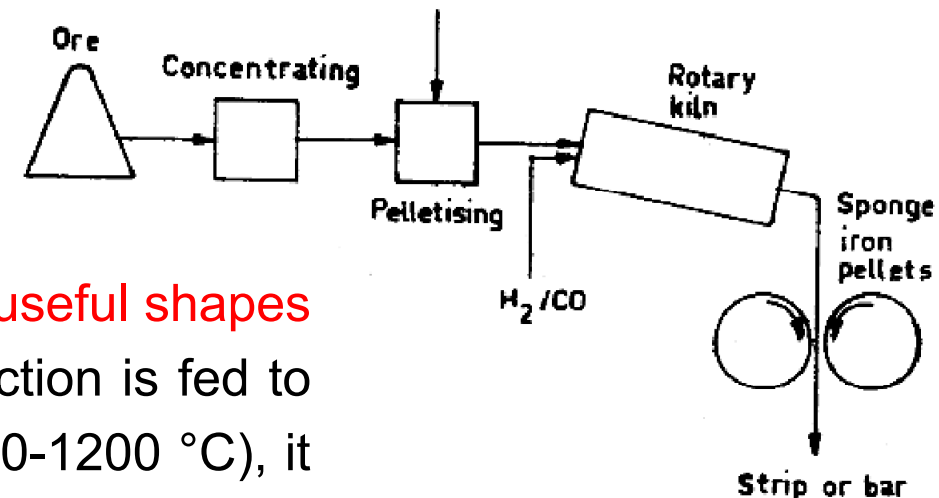 Ore
Concentrating
Pelletising
Rotary
kiln
H₂/CO
Sponge
iron
pellets
Strip or bar
useful shapes
ction is fed to
0-1200 °C), it